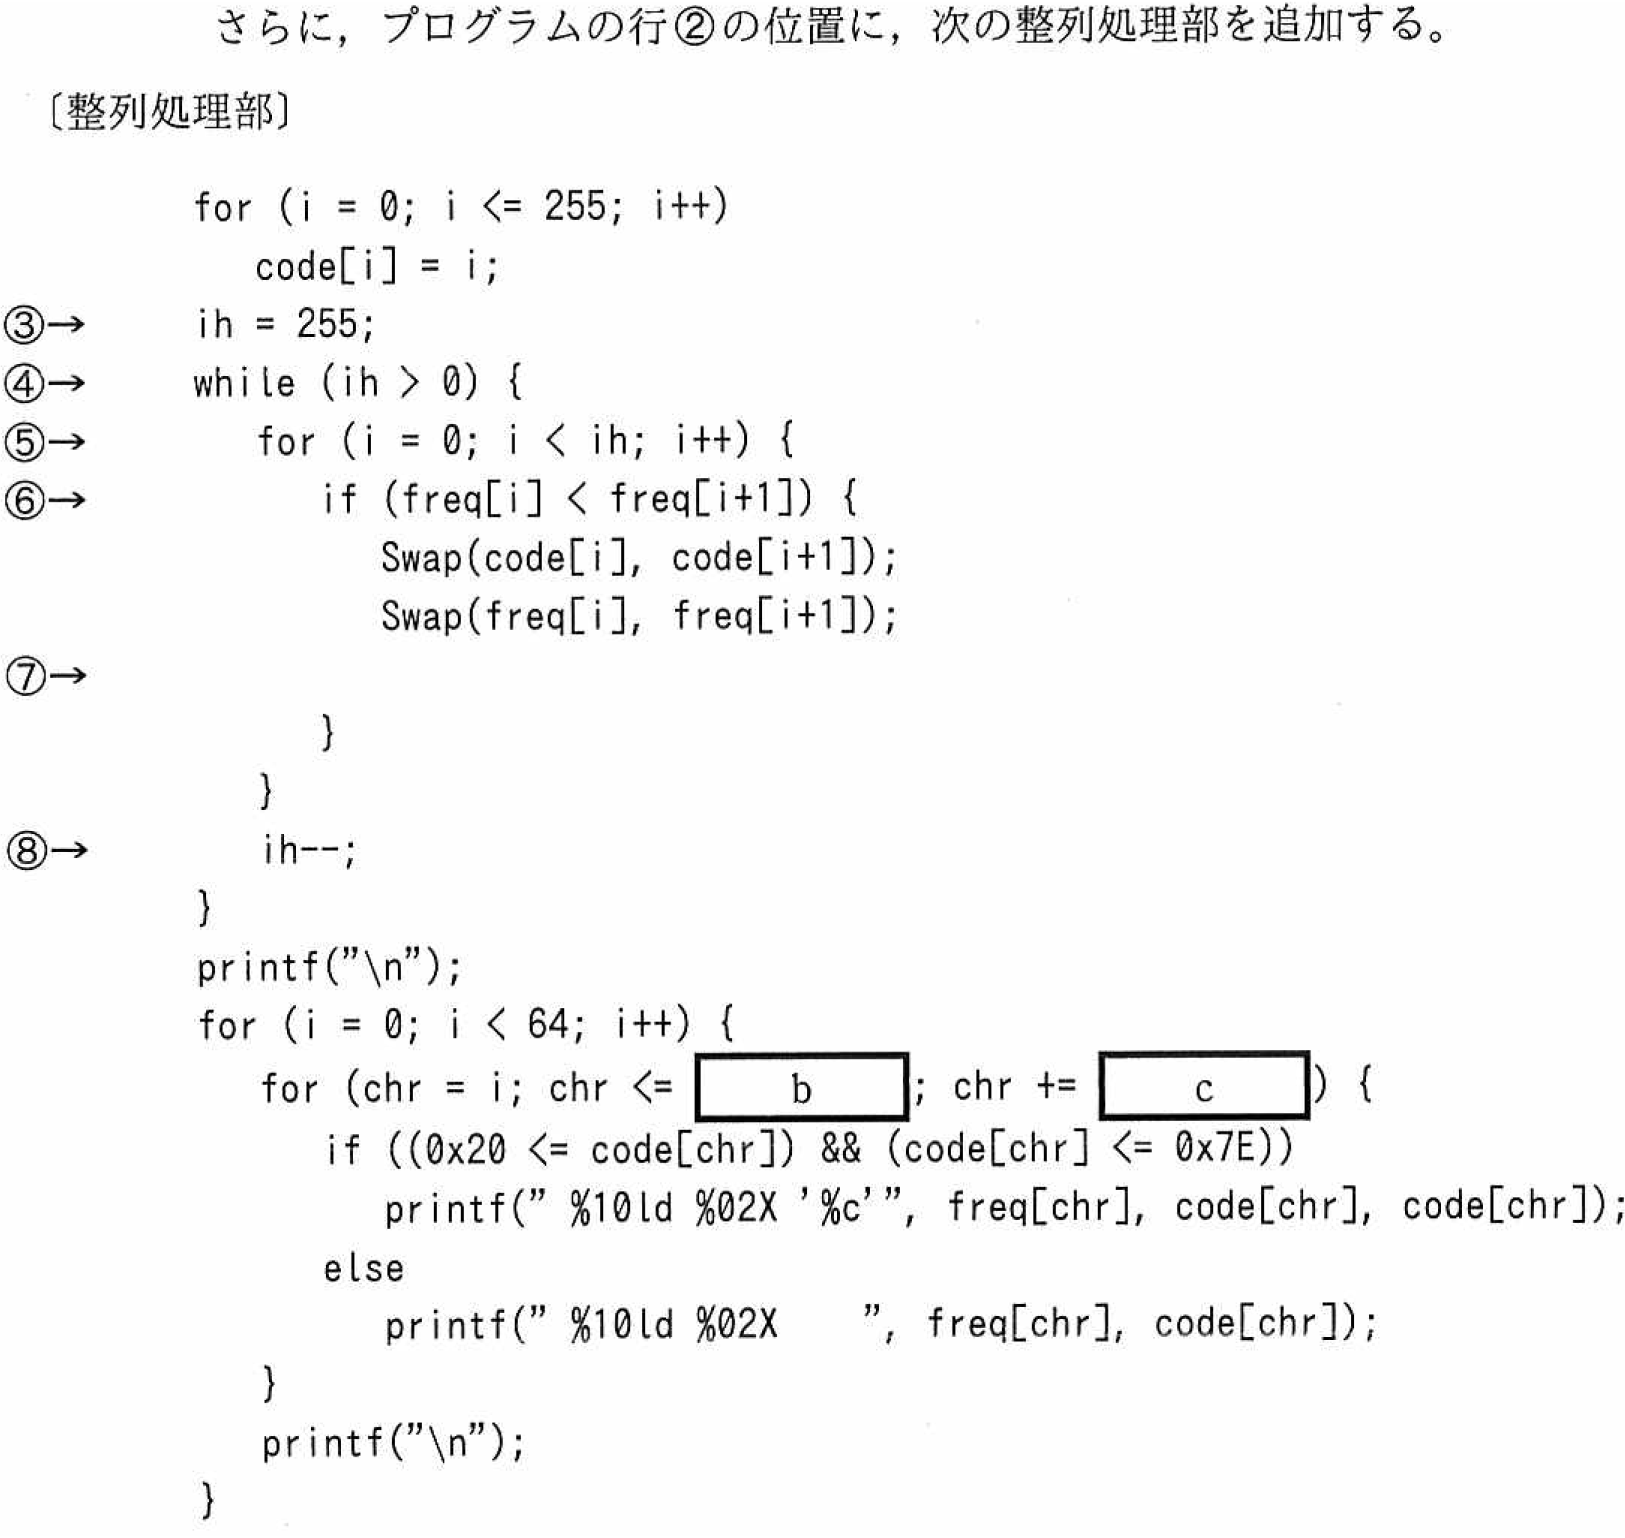 さらに，プログラムの行②の位置に，次の整列処理部を追加する。
〔整列処理部〕
for (i = 0; i <= 255; i++)
code[i] = i;
③→ ih = 255;
④→ while (ih > 0) {
⑤→ for (i = 0; i < ih; i++) {
⑥→ if (freq[i] < freq[i+1]) {
Swap(code[i], code[i+1]);
Swap(freq[i], freq[i+1]);
⑦→
}
}
⑧→ ih--;
}
printf(”\n”);
for (i = 0; i < 64; i++) {
for (chr = i; chr <= b ; chr += c ) {
if ((0x20 <= code[chr]) && (code[chr] <= 0x7E))
printf(” %10ld %02X ’%c’”, freq[chr], code[chr], code[chr]);
else
printf(” %10ld %02X    ”, freq[chr], code[chr]);
}
printf(”\n”);
}